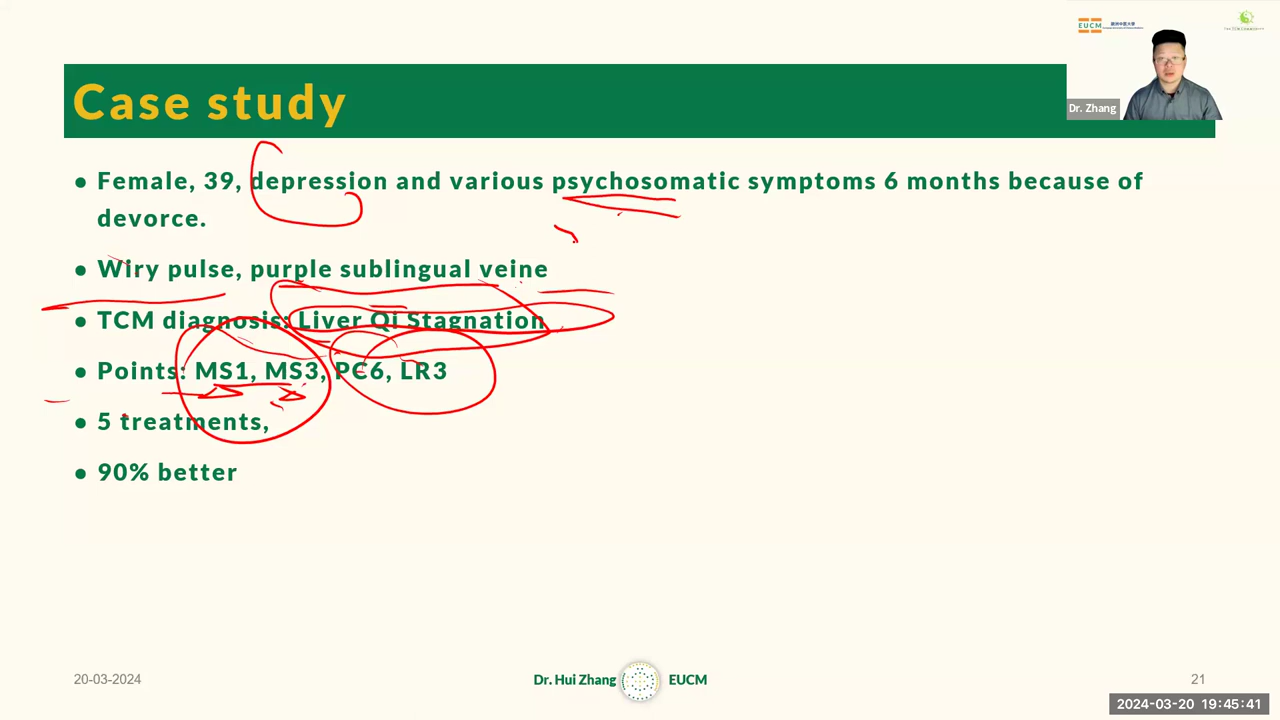 EUCM
Case study
Dr. Zhang
● Female, 39, depression and various psychosomatic symptoms 6 months because of
devorce.
● Wiry pulse, purple sublingual veine
● TCM diagnosis: Liver Qi Stagnation
● Points: MS1, MS3, PC6, LR3
● 5 treatments,
● 90% better
20-03-2024
Dr. Hui Zhang
EUCM
21
2024-03-20 19:45:41